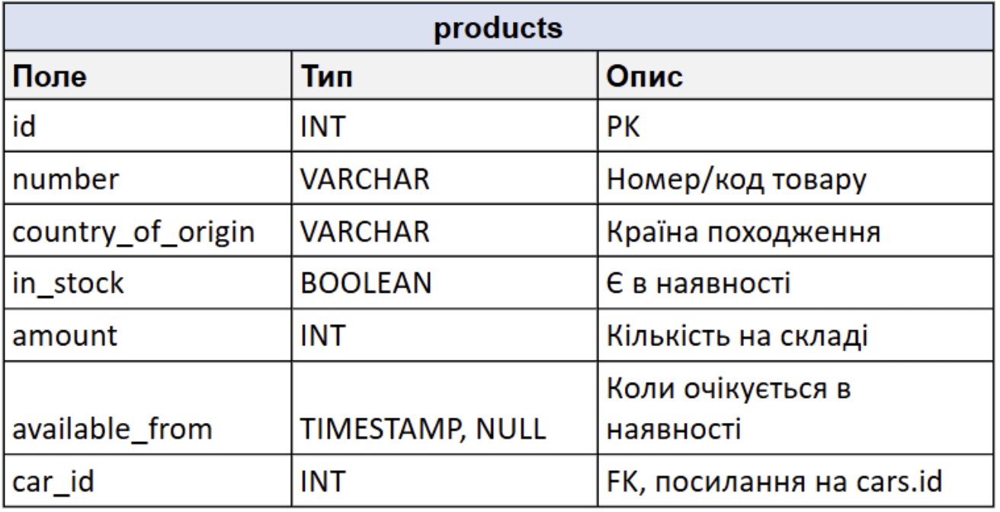 products
Поле Тип Опис
id INT PK
number VARCHAR Номер/код товару
country_of_origin VARCHAR Країна походження
in_stock BOOLEAN Є в наявності
amount INT Кількість на складі
available_from TIMESTAMP, NULL Коли очікується в
наявності
car_id INT FK, посилання на cars.id